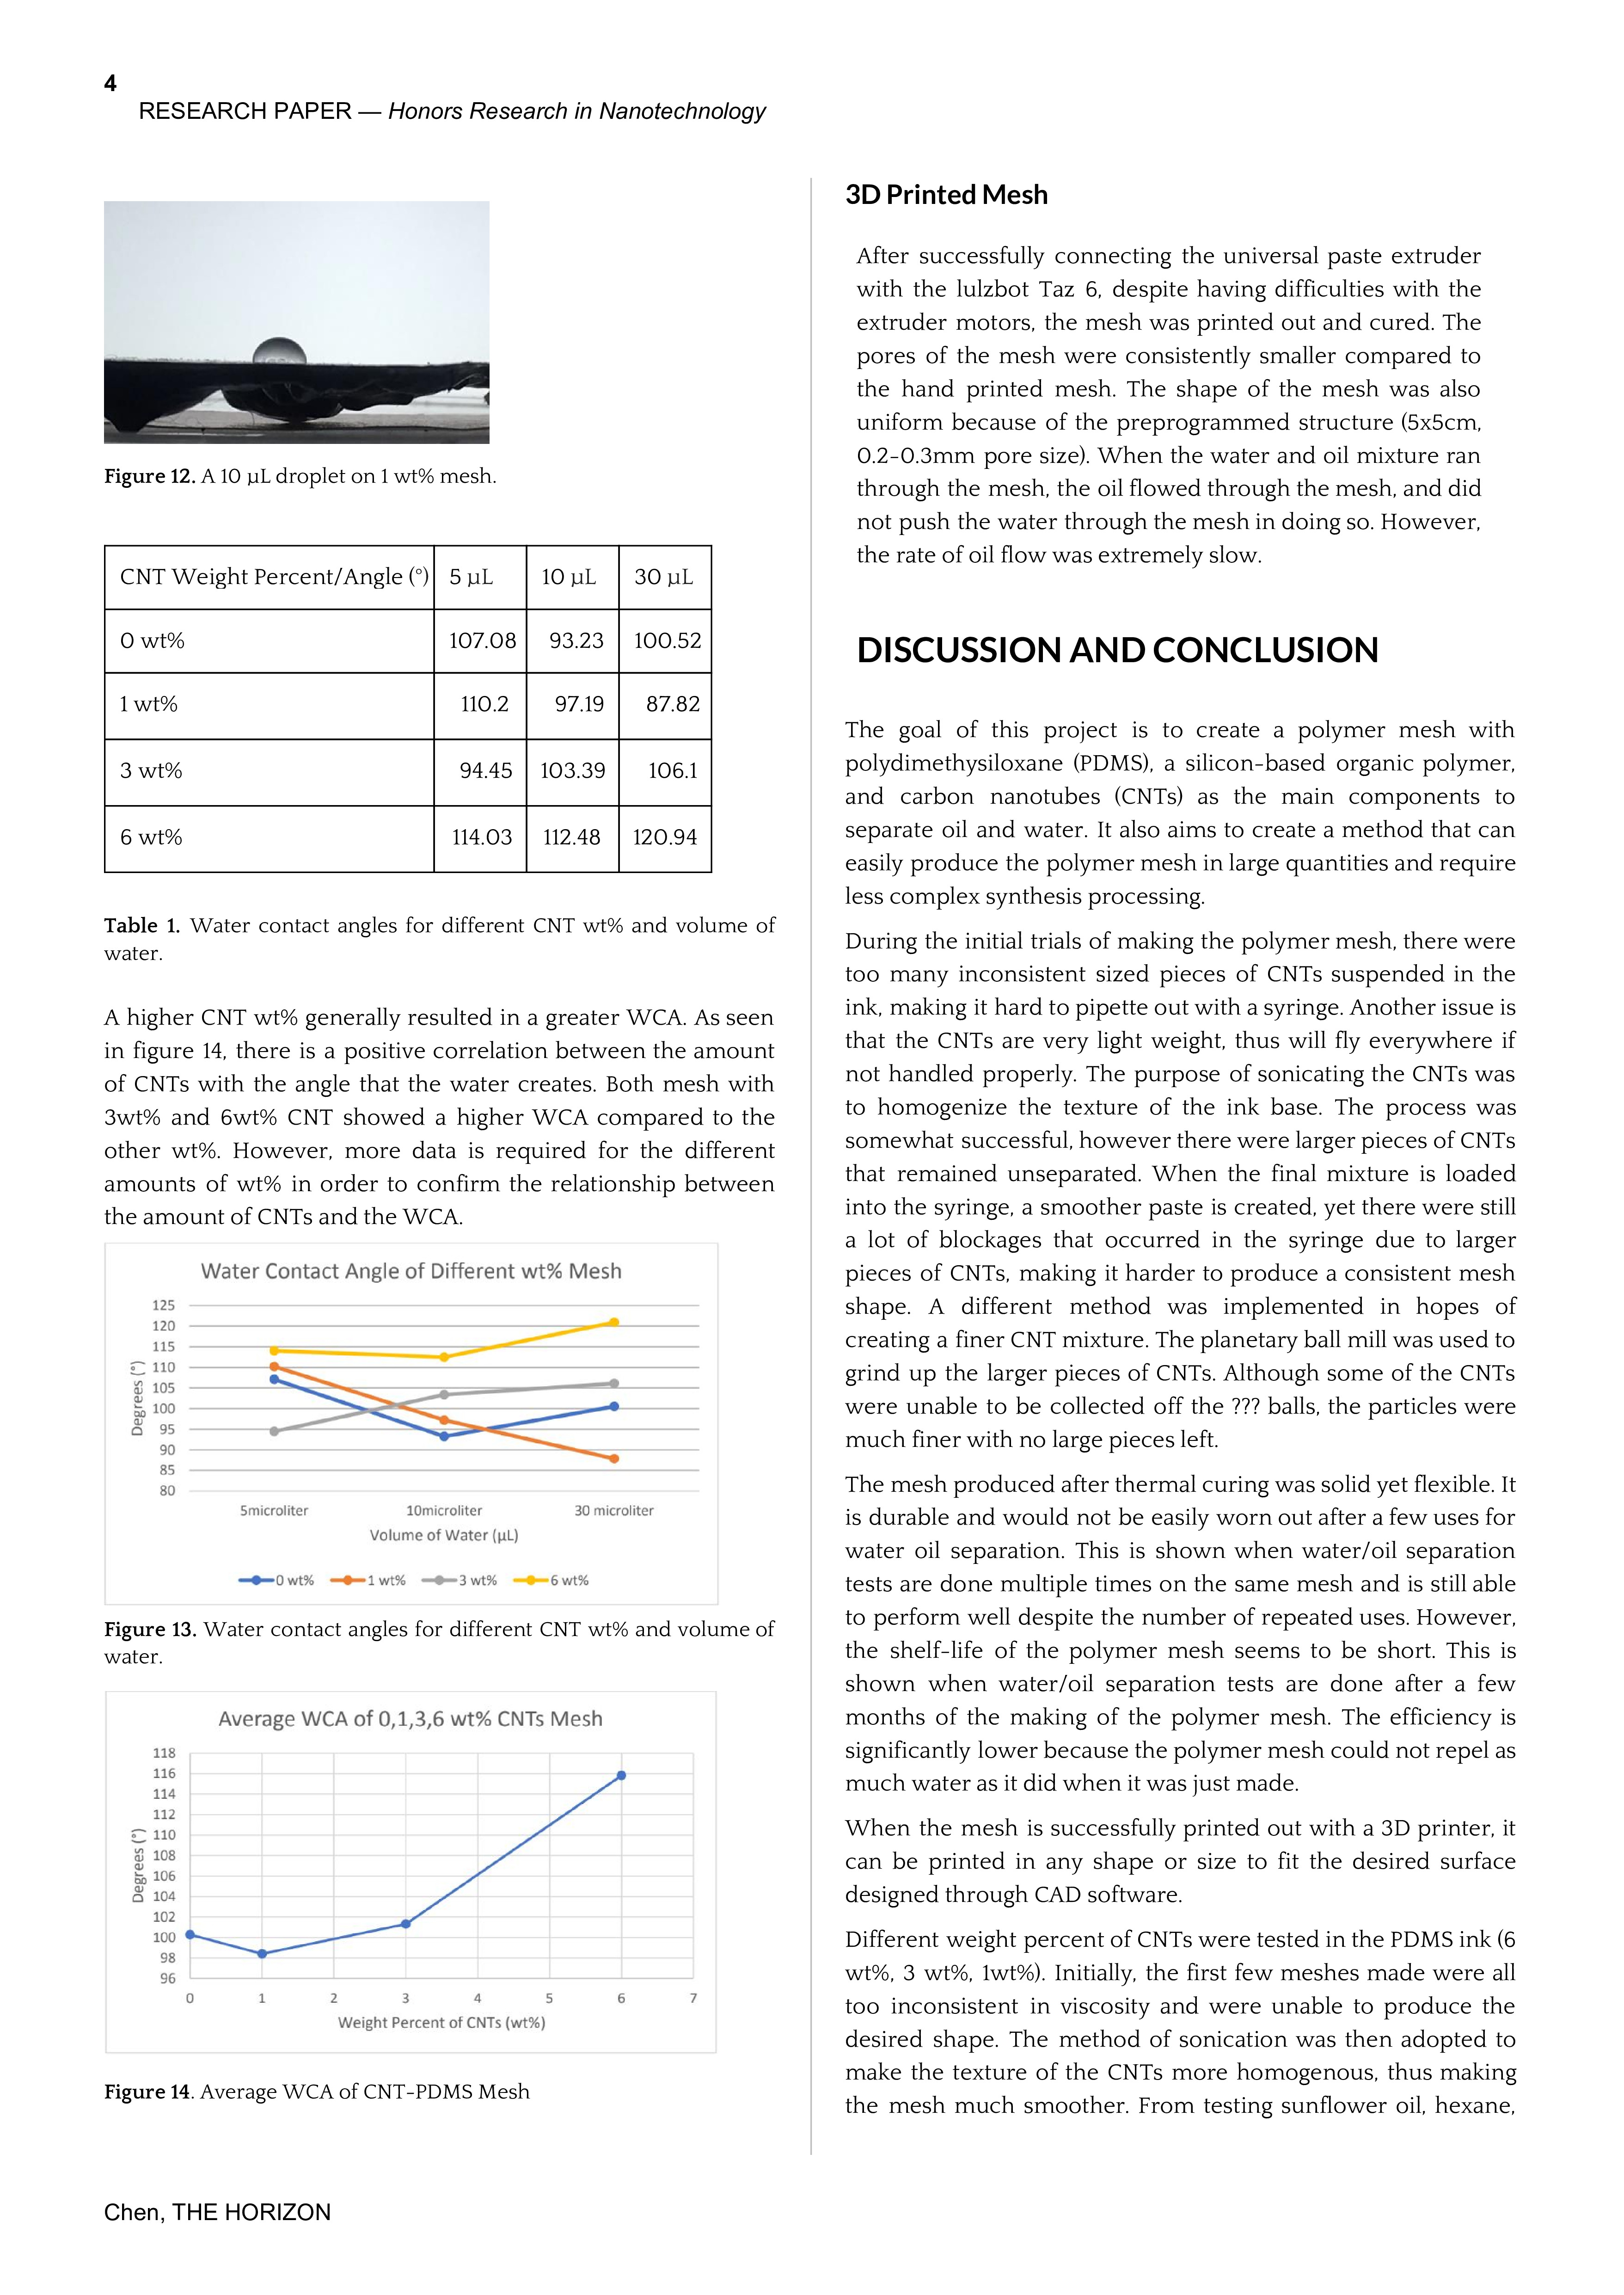 4
RESEARCH PAPER — Honors Research in Nanotechnology
Figure 12. A 10 µL droplet on 1 wt% mesh.
CNT Weight Percent/Angle (°) 5 µL 10 µL 30 µL
0 wt% 107.08 93.23 100.52
1 wt% 110.2 97.19 87.82
3 wt% 94.45 103.39 106.1
6 wt% 114.03 112.48 120.94
Table 1. Water contact angles for different CNT wt% and volume of
water.
A higher CNT wt% generally resulted in a greater WCA. As seen
in figure 14, there is a positive correlation between the amount
of CNTs with the angle that the water creates. Both mesh with
3wt% and 6wt% CNT showed a higher WCA compared to the
other wt%. However, more data is required for the different
amounts of wt% in order to confirm the relationship between
the amount of CNTs and the WCA.
Water Contact Angle of Different wt% Mesh
125
120
115
110
105
100
95
90
85
80
Degrees (°)
5microliter 10microliter 30 microliter
Volume of Water (µL)
0 wt% 1 wt% 3 wt% 6 wt%
Figure 13. Water contact angles for different CNT wt% and volume of
water.
Average WCA of 0,1,3,6 wt% CNTs Mesh
118
116
114
112
110
108
106
104
102
100
98
96
Degrees (°)
0 1 2 3 4 5 6 7
Weight Percent of CNTs (wt%)
Figure 14. Average WCA of CNT-PDMS Mesh
3D Printed Mesh
After successfully connecting the universal paste extruder
with the lulzbot Taz 6, despite having difficulties with the
extruder motors, the mesh was printed out and cured. The
pores of the mesh were consistently smaller compared to
the hand printed mesh. The shape of the mesh was also
uniform because of the preprogrammed structure (5x5cm,
0.2-0.3mm pore size). When the water and oil mixture ran
through the mesh, the oil flowed through the mesh, and did
not push the water through the mesh in doing so. However,
the rate of oil flow was extremely slow.
DISCUSSION AND CONCLUSION
The goal of this project is to create a polymer mesh with
polydimethysiloxane (PDMS), a silicon-based organic polymer,
and carbon nanotubes (CNTs) as the main components to
separate oil and water. It also aims to create a method that can
easily produce the polymer mesh in large quantities and require
less complex synthesis processing.
During the initial trials of making the polymer mesh, there were
too many inconsistent sized pieces of CNTs suspended in the
ink, making it hard to pipette out with a syringe. Another issue is
that the CNTs are very light weight, thus will fly everywhere if
not handled properly. The purpose of sonicating the CNTs was
to homogenize the texture of the ink base. The process was
somewhat successful, however there were larger pieces of CNTs
that remained unseparated. When the final mixture is loaded
into the syringe, a smoother paste is created, yet there were still
a lot of blockages that occurred in the syringe due to larger
pieces of CNTs, making it harder to produce a consistent mesh
shape. A different method was implemented in hopes of
creating a finer CNT mixture. The planetary ball mill was used to
grind up the larger pieces of CNTs. Although some of the CNTs
were unable to be collected off the ??? balls, the particles were
much finer with no large pieces left.
The mesh produced after thermal curing was solid yet flexible. It
is durable and would not be easily worn out after a few uses for
water oil separation. This is shown when water/oil separation
tests are done multiple times on the same mesh and is still able
to perform well despite the number of repeated uses. However,
the shelf-life of the polymer mesh seems to be short. This is
shown when water/oil separation tests are done after a few
months of the making of the polymer mesh. The efficiency is
significantly lower because the polymer mesh could not repel as
much water as it did when it was just made.
When the mesh is successfully printed out with a 3D printer, it
can be printed in any shape or size to fit the desired surface
designed through CAD software.
Different weight percent of CNTs were tested in the PDMS ink (6
wt%, 3 wt%, 1wt%). Initially, the first few meshes made were all
too inconsistent in viscosity and were unable to produce the
desired shape. The method of sonication was then adopted to
make the texture of the CNTs more homogenous, thus making
the mesh much smoother. From testing sunflower oil, hexane,
Chen, THE HORIZON